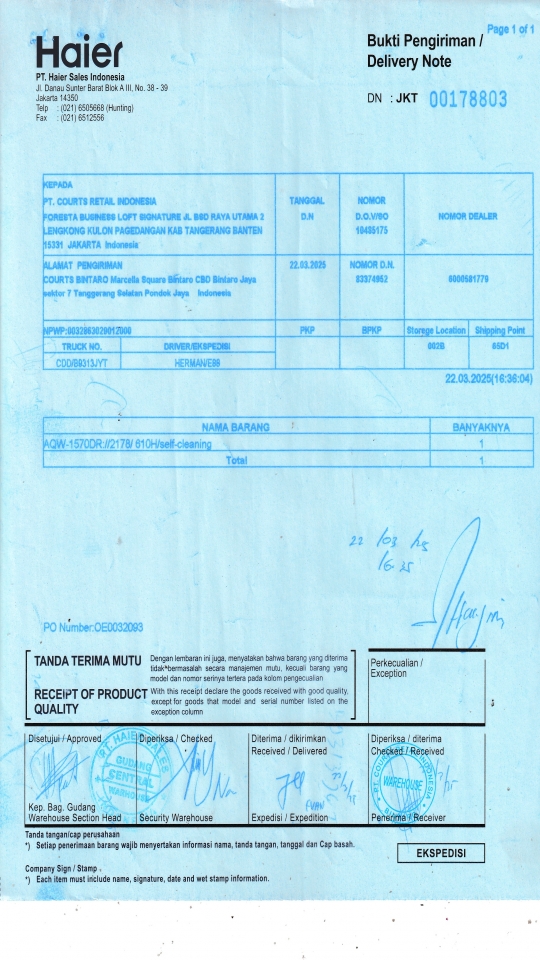 Page 1 of 1
Haier
Bukti Pengiriman /
Delivery Note
PT. Haier Sales Indonesia
Jl. Danau Sunter Barat Blok A III, No. 38 - 39
Jakarta 14350
Telp : (021) 6505668 (Hunting)
Fax : (021) 6512556
DN : JKT 00178803
KEPADA
PT. COURTS RETAIL INDONESIA
FORESTA BUSINESS LOFT SIGNATURE JL BSD RAYA UTAMA 2
LENGKONG KULON PAGEDANGAN KAB TANGERANG BANTEN
15331 JAKARTA Indonesia
TANGGAL
D.N
NOMOR
D.O.V/SO
10485175
NOMOR DEALER
ALAMAT PENGIRIMAN
COURTS BINTARO Marcella Square Bintaro CBD Bintaro Jaya
sektor 7 Tanggerang Selatan Pondok Jaya Indonesia
22.03.2025
NOMOR D.N.
83374952
PKP
BPKP
Storege Location
Shipping Point
TRUCK NO.
DRIVER/EKSPEDISI
002B
85D1
CDD/B9313JYT
22.03.2025(16:36:04)
NAMA BARANG
BANYAKNYA
AQW-1570DR://2178/ 610H/self-cleaning
1
Total
1
22 /03 /25
16.25
PO Number:OE0032093
TANDA TERIMA MUTU
Dengan lembaran ini juga, menyatakan bahwa barang yang diterima
tidak bermasalah secara manajemen mutu, kecuali barang yang
model dan nomor serinya tertera pada kolom pengecualian
RECEIPT OF PRODUCT
QUALITY
With this receipt declare the goods received with good quality,
except for goods that model and serial number listed on the
exception column
Perkecualian /
Exception
Disetujui / Approved
Diperiksa / Checked
Diterima / dikirimkan
Received / Delivered
Diperiksa / diterima
Checked / Received
PT. HAIER SALES
GUDANG
CENTRAL
WAREHOUSE
WAREHOUSE
Kep. Bag. Gudang
Warehouse Section Head
Security Warehouse
Expedisi / Expedition
Penerima / Receiver
Tanda tangan/cap perusahaan
*) Setiap penerimaan barang wajib menyertakan informasi nama, tanda tangan, tanggal dan Cap basah.
EKSPEDISI
Company Sign / Stamp
*) Each item must include name, signature, date and wet stamp information.